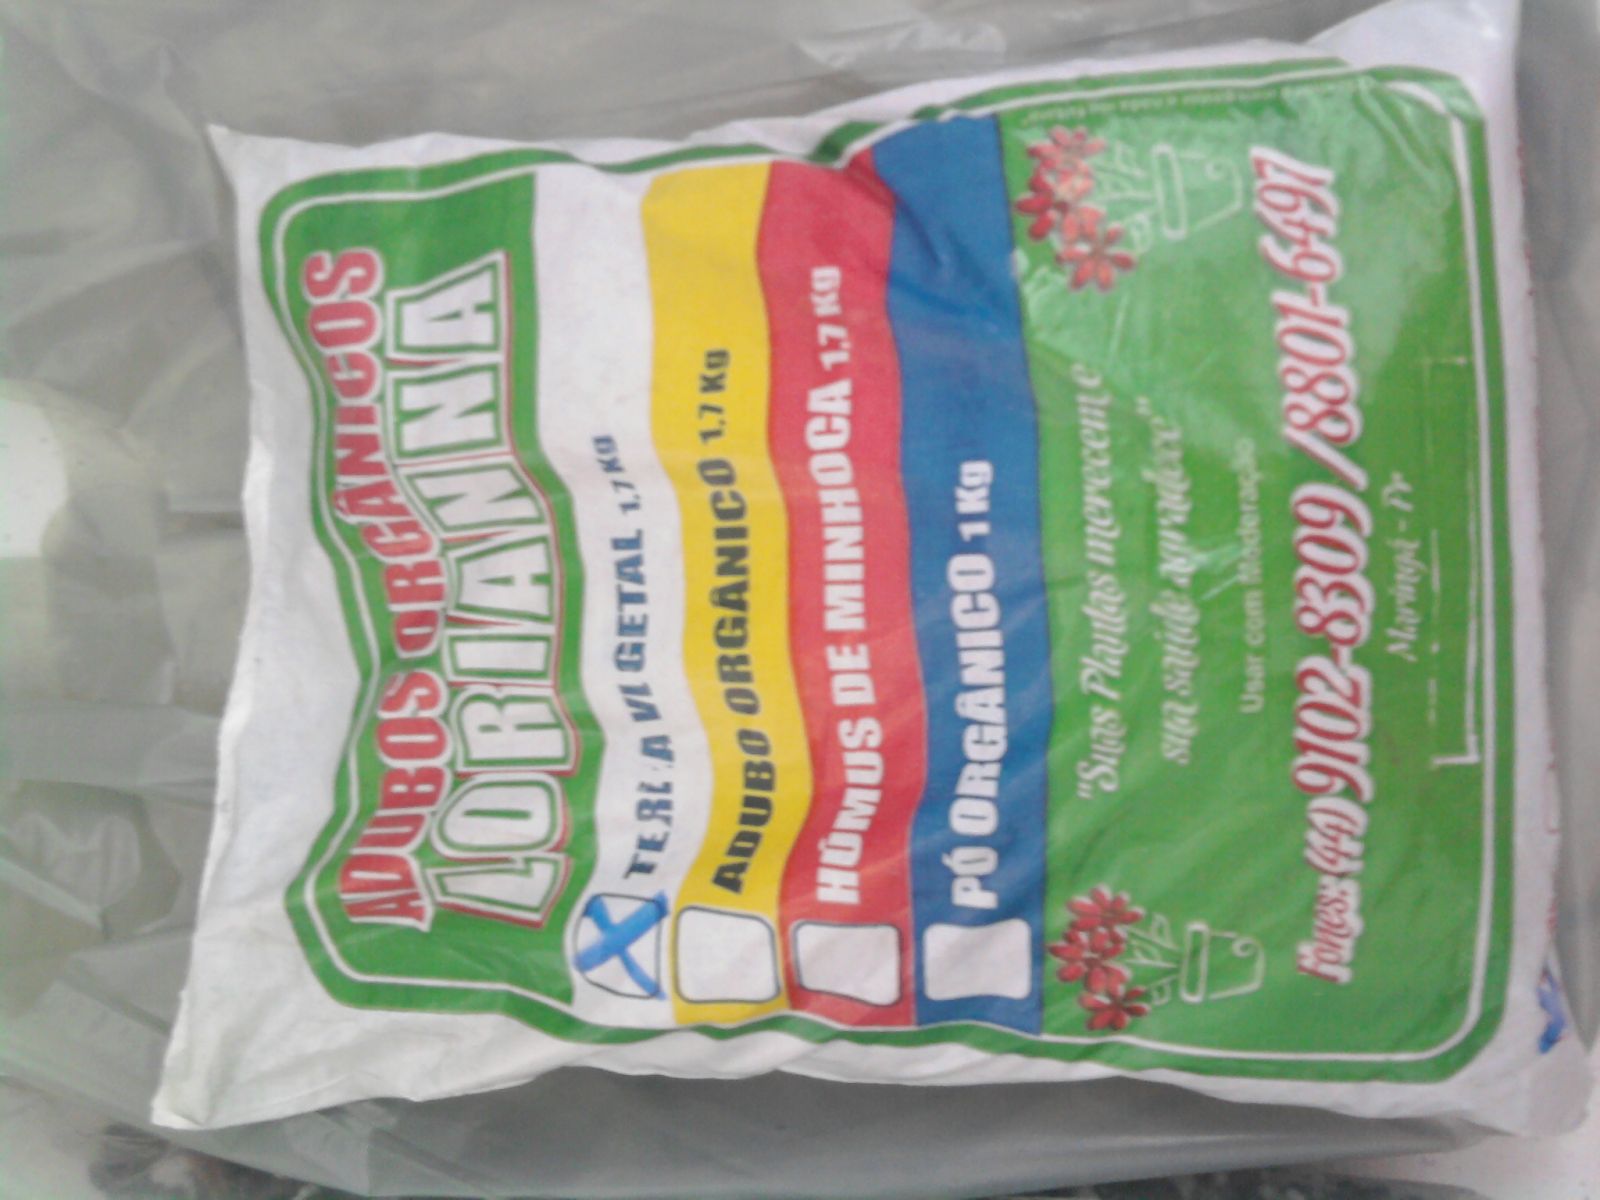 ADUBOS ORGÂNICOS
LORIANNA
TERRA VEGETAL 1,7 Kg
ADUBO ORGÂNICO 1,7 Kg
HÚMUS DE MINHOCA 1,7 Kg
PÓ ORGÂNICO 1 Kg
"Suas Plantas merecem e
sua saúde agradece"
Usar com Moderação
Fones: (44) 9102-8309 / 8801-6497
Maringá - Pr